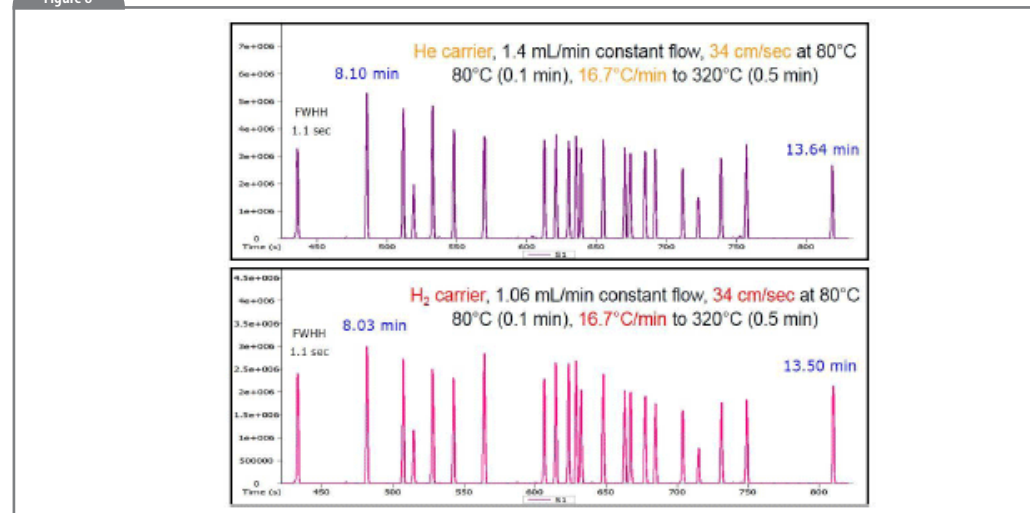 Figure 6
He carrier, 1.4 mL/min constant flow, 34 cm/sec at 80°C
80°C (0.1 min), 16.7°C/min to 320°C (0.5 min)
7e+006
6e+006
5e+006
4e+006
3e+006
2e+006
1e+006
0
8.10 min
FWHH
1.1 sec
13.64 min
Time (s)
450
500
550
600
650
700
750
800
S1
H₂ carrier, 1.06 mL/min constant flow, 34 cm/sec at 80°C
80°C (0.1 min), 16.7°C/min to 320°C (0.5 min)
4.5e+006
4e+006
3.5e+006
3e+006
2.5e+006
2e+006
1.5e+006
1e+006
500000
0
8.03 min
FWHH
1.1 sec
13.50 min
Time (s)
450
500
550
600
650
700
750
800
S1